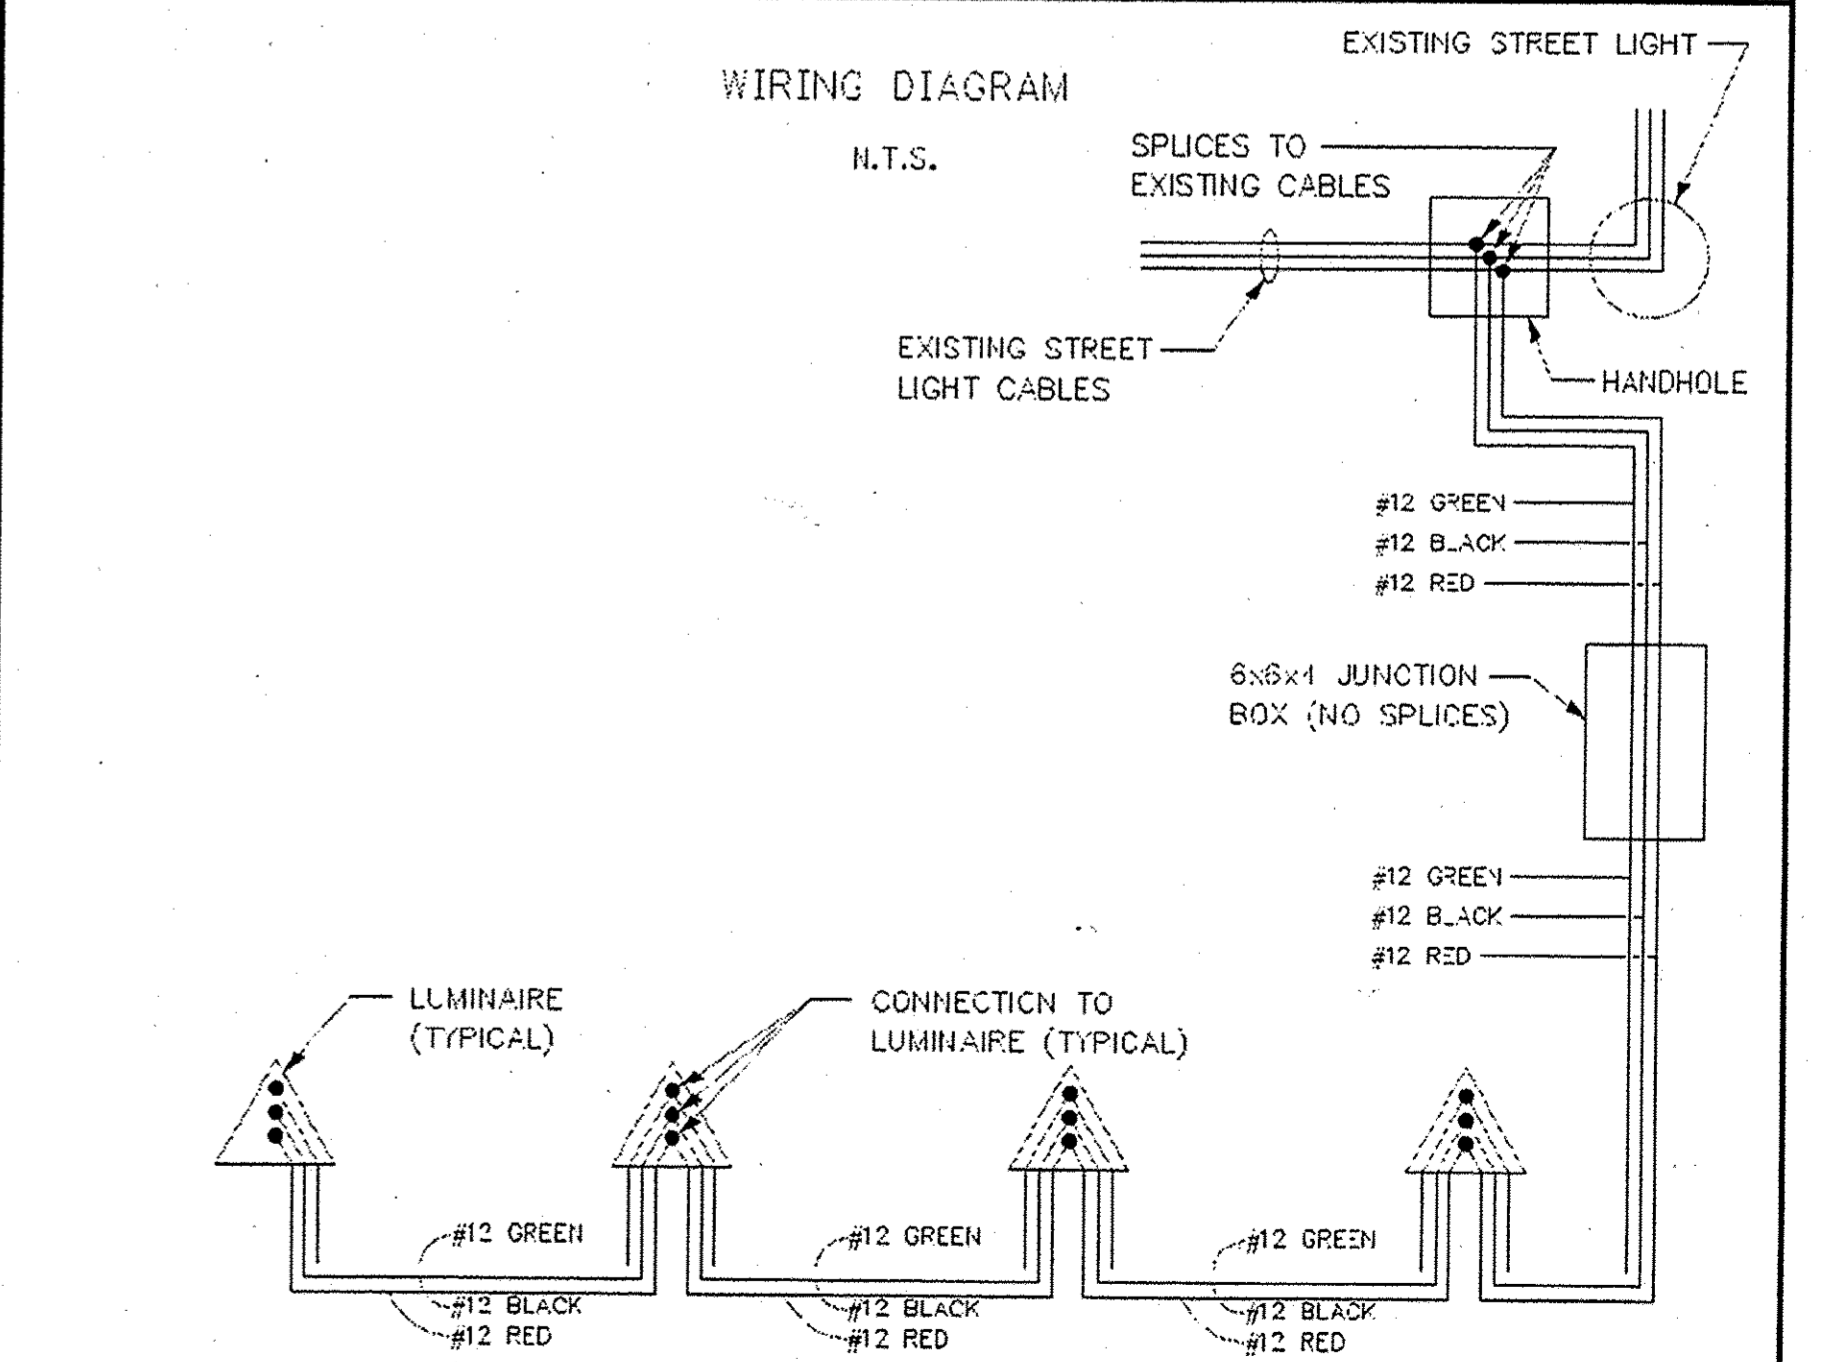 EXISTING STREET LIGHT
WIRING DIAGRAM
N.T.S.
SPLICES TO
EXISTING CABLES
EXISTING STREET
LIGHT CABLES
HANDHOLE
#12 GREEN
#12 BLACK
#12 RED
6x6x4 JUNCTION
BOX (NO SPLICES)
#12 GREEN
#12 BLACK
#12 RED
LUMINAIRE
(TYPICAL)
CONNECTION TO
LUMINAIRE (TYPICAL)
#12 GREEN
#12 BLACK
#12 RED
#12 GREEN
#12 BLACK
#12 RED
#12 GREEN
#12 BLACK
#12 RED